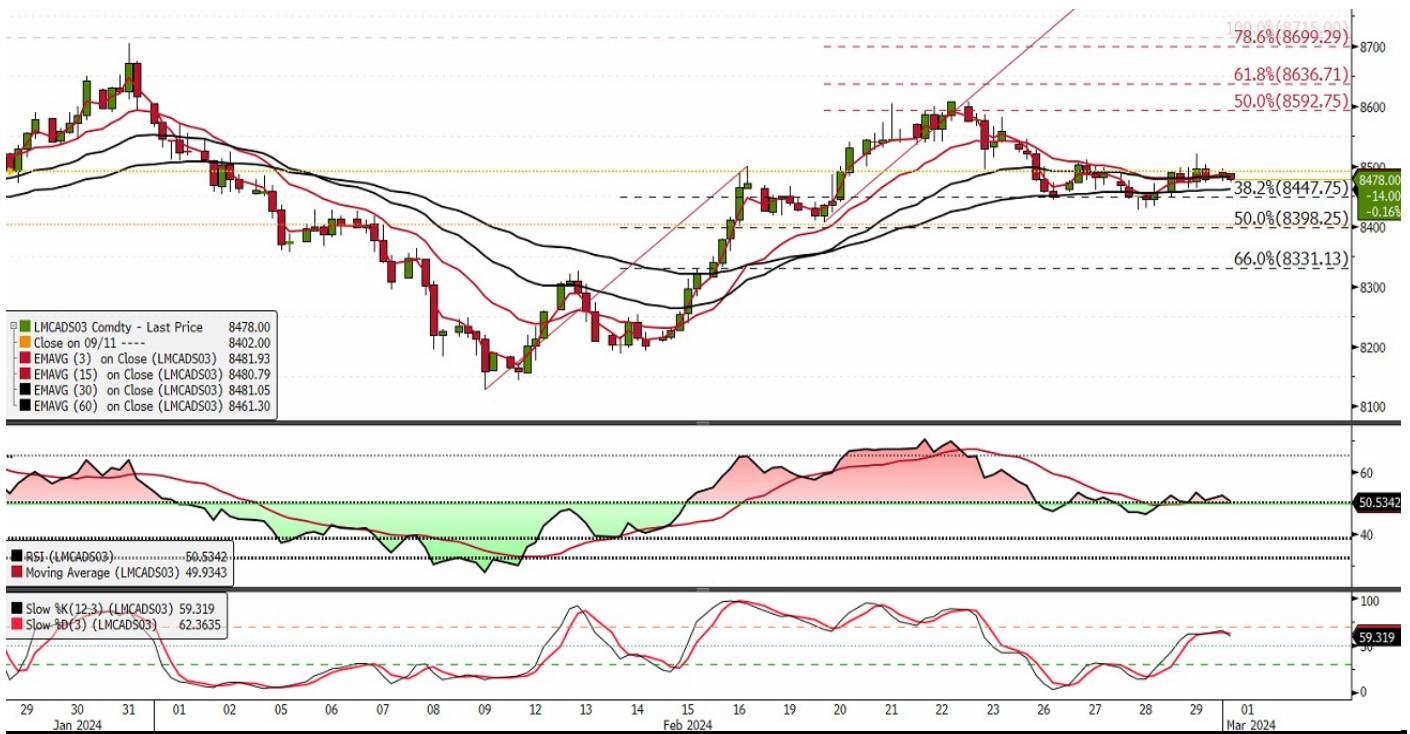 100.0%(8715.00)
78.6%(8699.29)
8700
61.8%(8636.71)
50.0%(8592.75)
8600
8500
8478.00
-14.00
-0.16%
38.2%(8447.75)
50.0%(8398.25)
8400
66.0%(8331.13)
8300
8200
8100
LMCADS03 Comdty - Last Price 8478.00
Close on 09/11 ---- 8402.00
EMAVG (3) on Close (LMCADS03) 8481.93
EMAVG (15) on Close (LMCADS03) 8480.79
EMAVG (30) on Close (LMCADS03) 8481.05
EMAVG (60) on Close (LMCADS03) 8461.30
60
50.5342
40
RSI (LMCADS03) 50.5342
Moving Average (LMCADS03) 49.9343
Slow %K(12,3) (LMCADS03) 59.319
Slow %D(3) (LMCADS03) 62.3635
100
59.319
50
0
29 30 31 01 02 05 06 07 08 09 12 13 14 15 16 19 20 21 22 23 26 27 28 29 01
Jan 2024 Feb 2024 Mar 2024